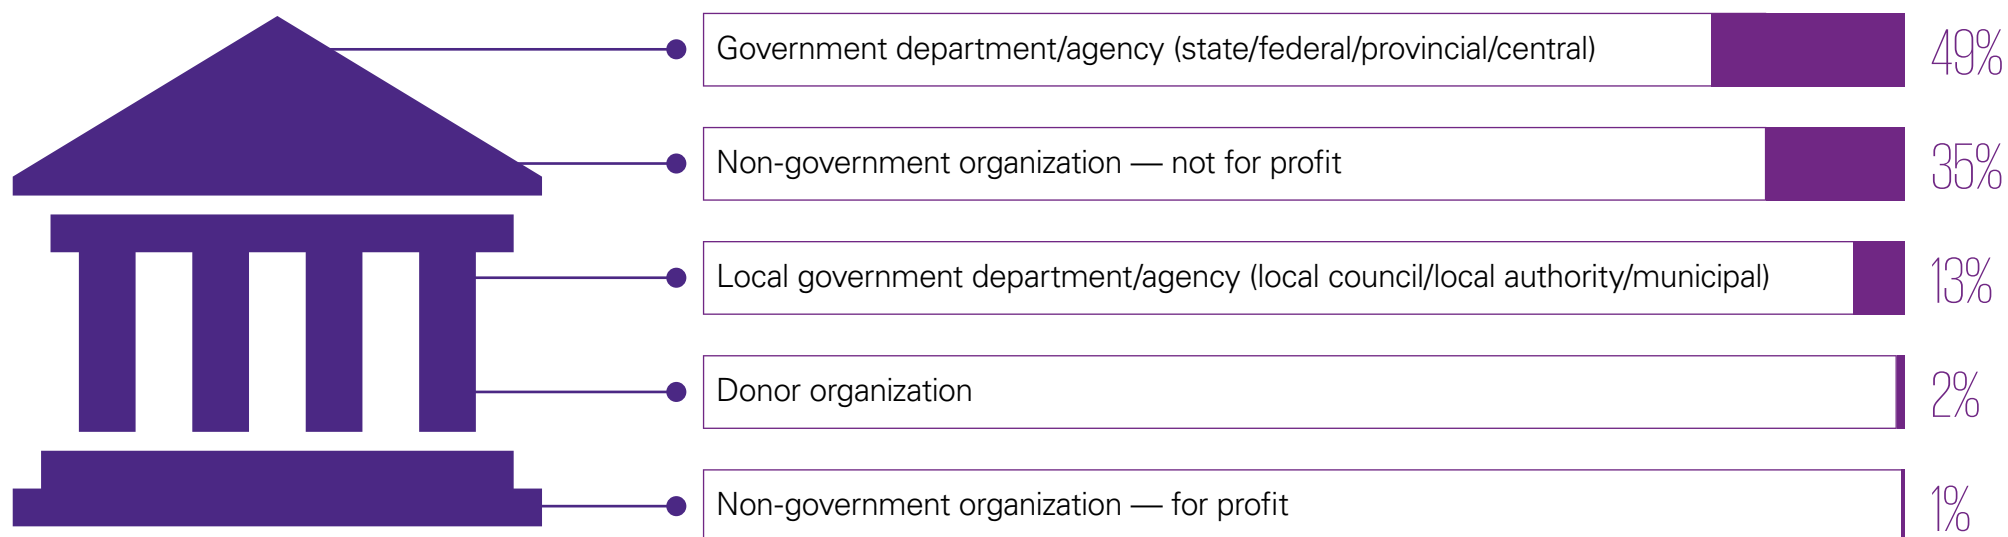 Government department/agency (state/federal/provincial/central) 49%
Non-government organization — not for profit 35%
Local government department/agency (local council/local authority/municipal) 13%
Donor organization 2%
Non-government organization — for profit 1%